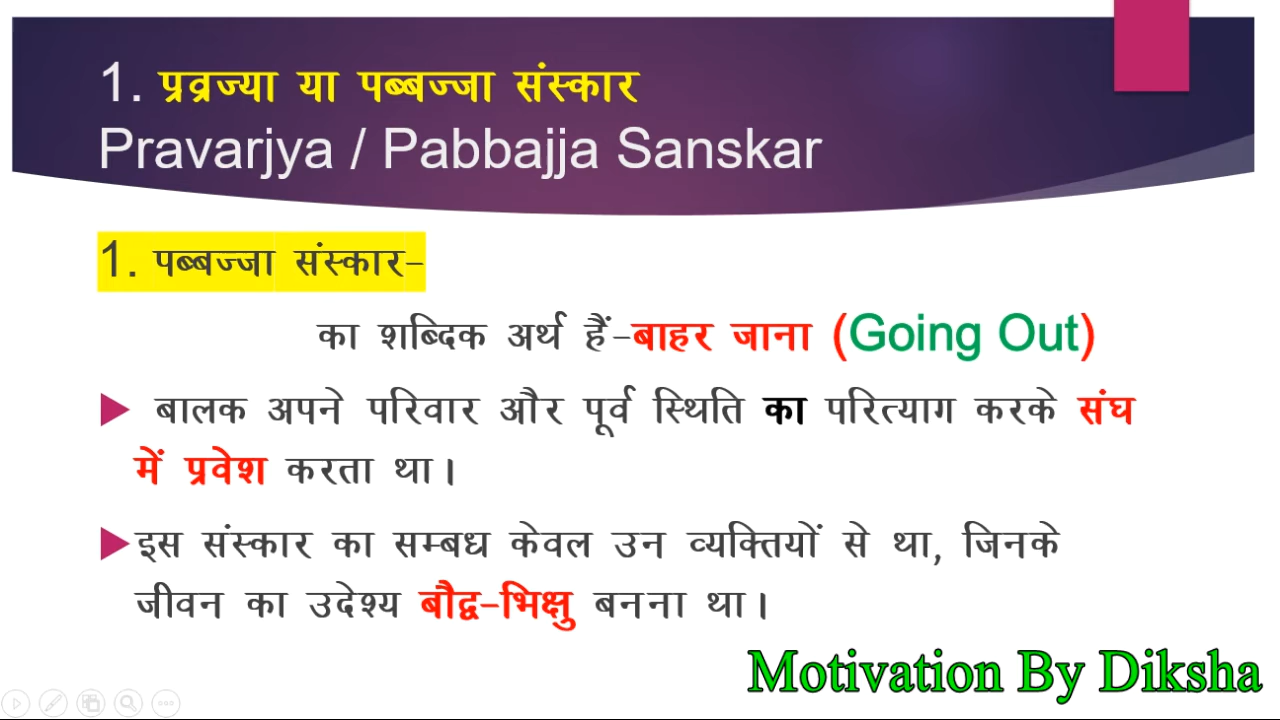 1. प्रव्रज्या या पब्बज्जा संस्कार
Pravarjya / Pabbajja Sanskar
1. पब्बज्जा संस्कार-
का शब्दिक अर्थ हैं-बाहर जाना (Going Out)
बालक अपने परिवार और पूर्व स्थिति का परित्याग करके संघ
में प्रवेश करता था।
इस संस्कार का सम्बध केवल उन व्यक्तियों से था, जिनके
जीवन का उदेश्य बौद्व-भिक्षु बनना था।
Motivation By Diksha